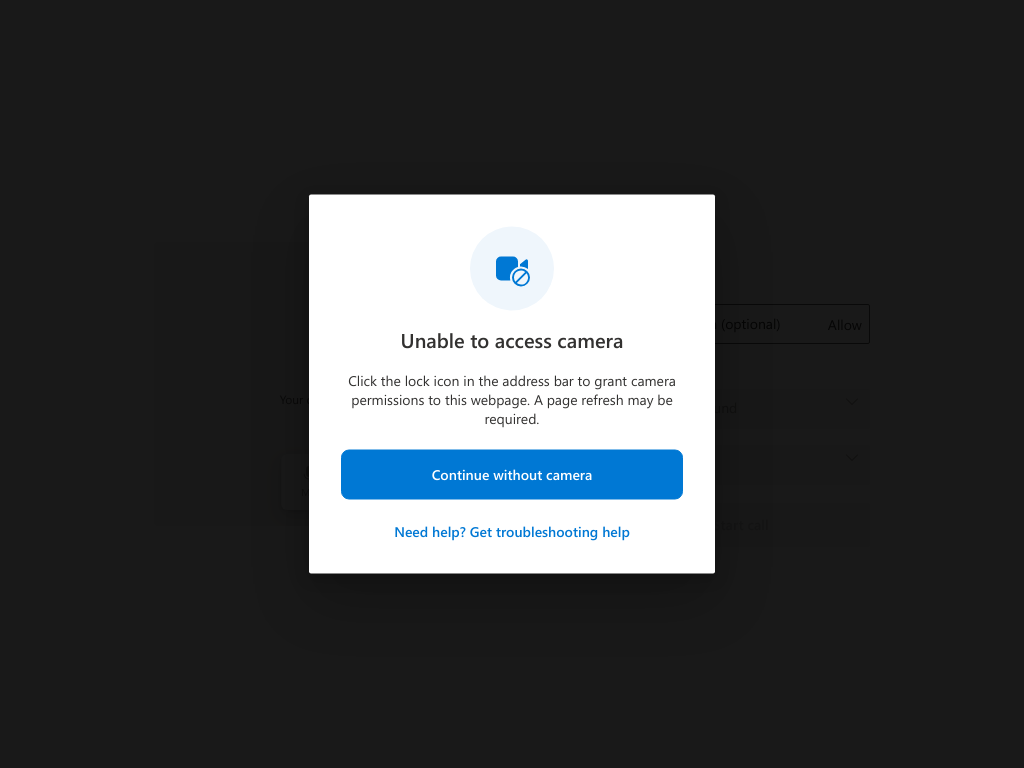 Unable to access camera
(optional)
Allow
Click the lock icon in the address bar to grant camera
permissions to this webpage. A page refresh may be
required.
Your
Continue without camera
call
Need help? Get troubleshooting help